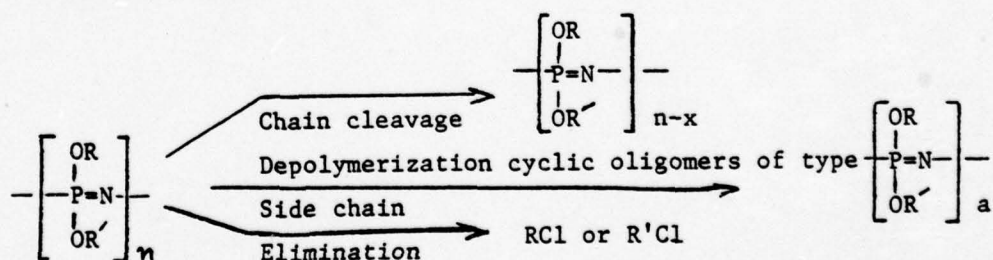 OR
P=N
OR'
n-x
Chain cleavage
OR
P=N
OR'
n
Depolymerization cyclic oligomers of type
OR
P=N
OR'
a
Side chain
Elimination
RCl or R'Cl